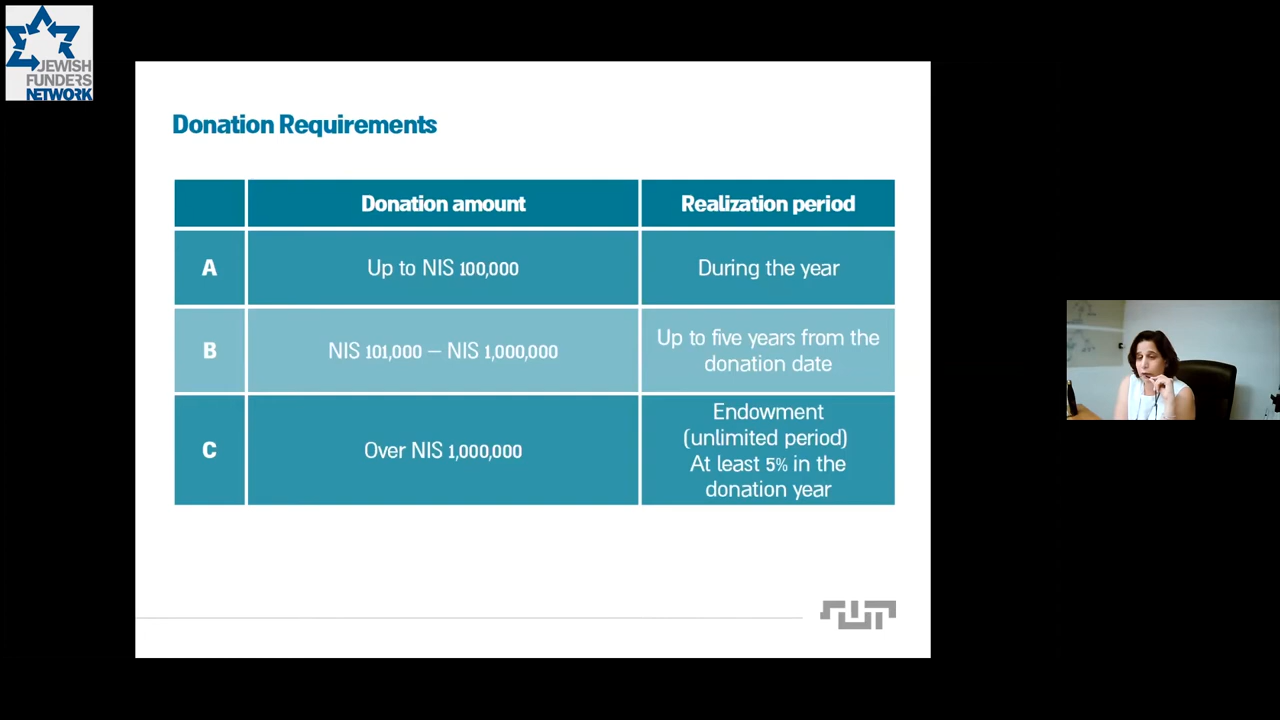 JEWISH
FUNDERS
NETWORK
Donation Requirements
Donation amount
Realization period
A
Up to NIS 100,000
During the year
B
NIS 101,000 – NIS 1,000,000
Up to five years from the
donation date
C
Over NIS 1,000,000
Endowment
(unlimited period)
At least 5% in the
donation year